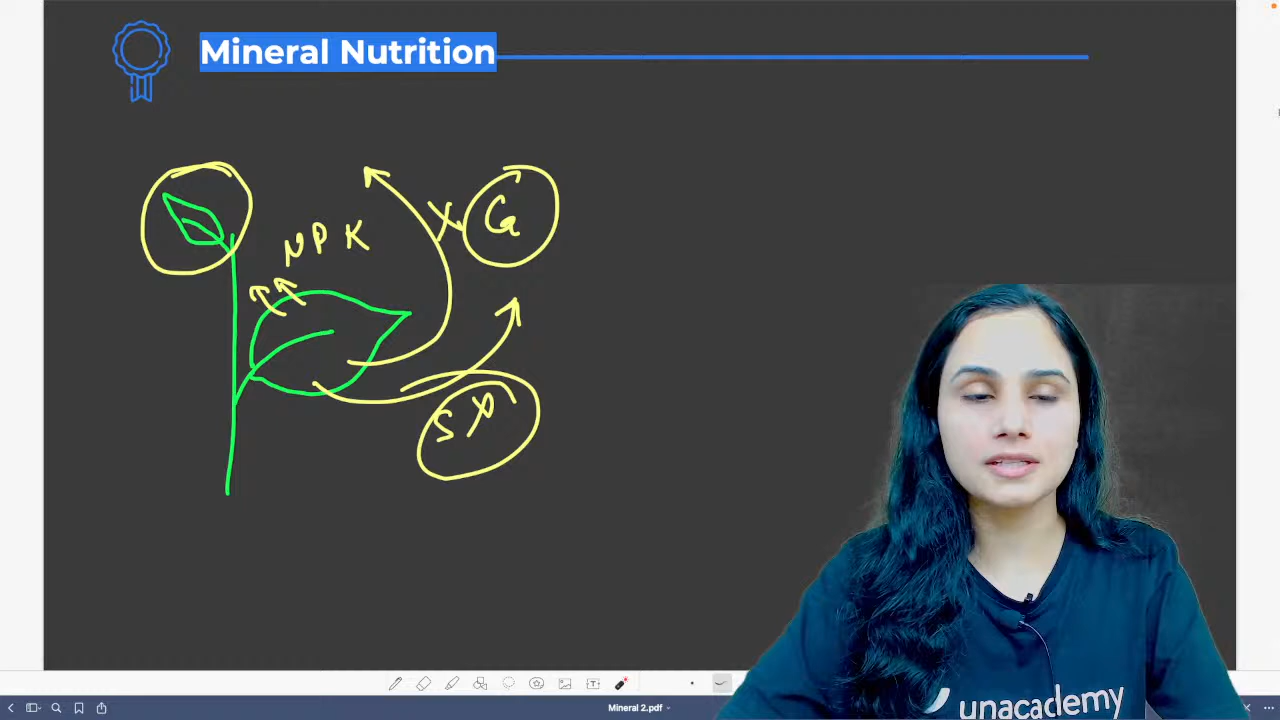 Mineral Nutrition
N P K
X
Ca
unacademy
Mineral 2.pdf